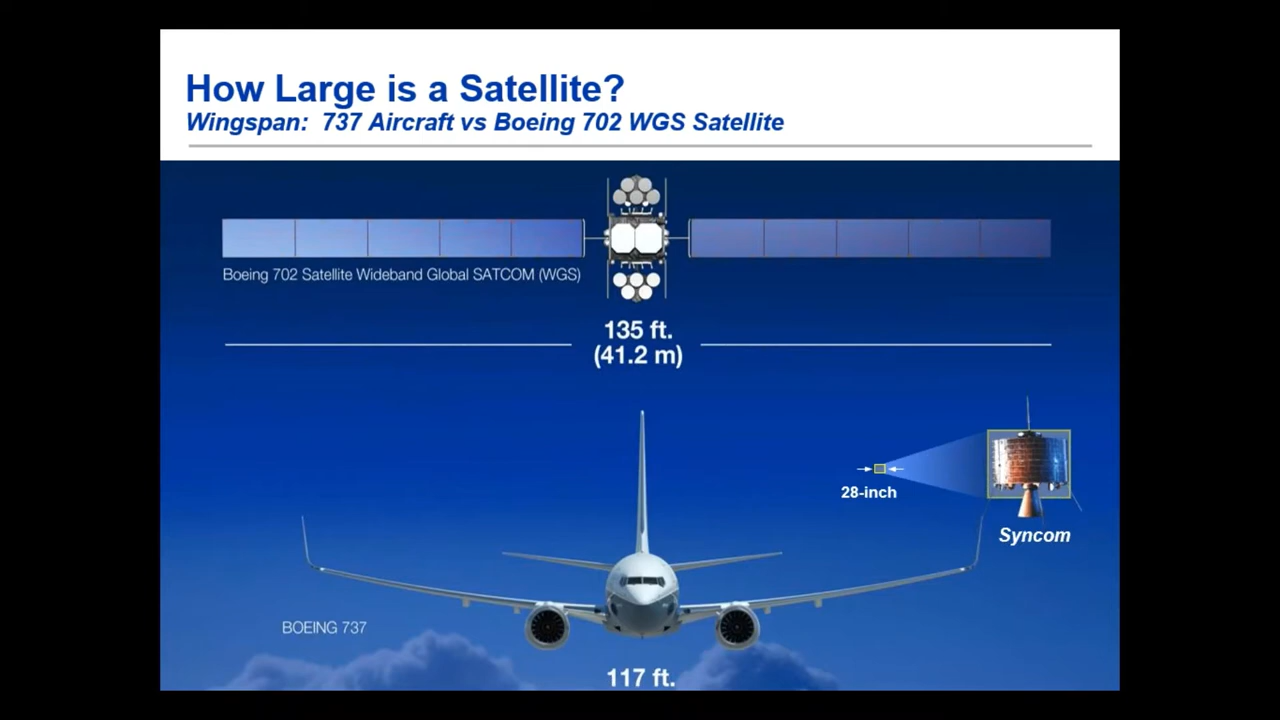 How Large is a Satellite?
Wingspan: 737 Aircraft vs Boeing 702 WGS Satellite
Boeing 702 Satellite Wideband Global SATCOM (WGS)
135 ft.
(41.2 m)
28-inch
Syncom
BOEING 737
117 ft.